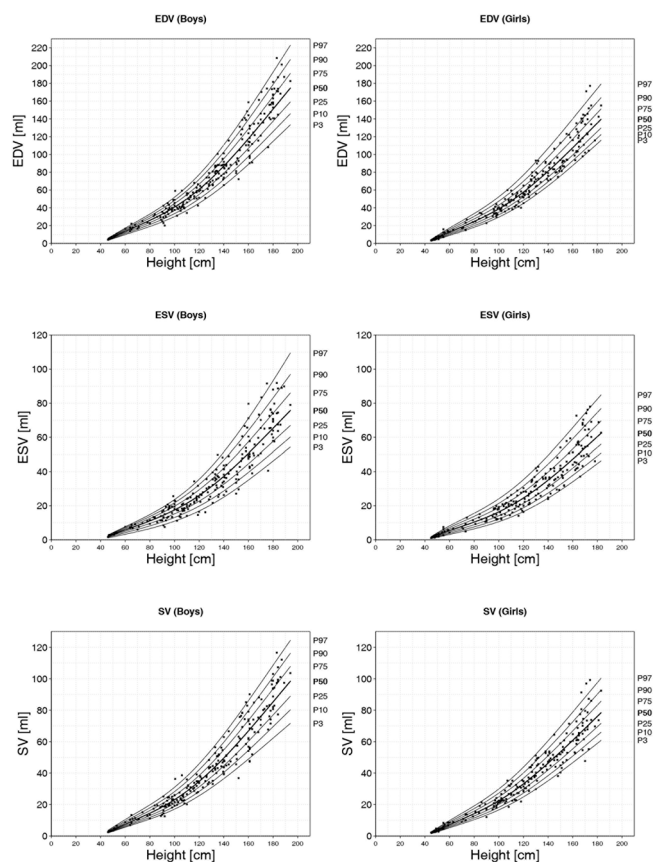 EDV (Boys)
EDV [ml]
220
200
180
160
140
120
100
80
60
40
20
0
0 20 40 60 80 100 120 140 160 180 200
Height [cm]
P97
P90
P75
P50
P25
P10
P3
EDV (Girls)
EDV [ml]
220
200
180
160
140
120
100
80
60
40
20
0
0 20 40 60 80 100 120 140 160 180 200
Height [cm]
P97
P90
P75
P50
P25
P10
P3
ESV (Boys)
ESV [ml]
120
100
80
60
40
20
0
0 20 40 60 80 100 120 140 160 180 200
Height [cm]
P97
P90
P75
P50
P25
P10
P3
ESV (Girls)
ESV [ml]
120
100
80
60
40
20
0
0 20 40 60 80 100 120 140 160 180 200
Height [cm]
P97
P90
P75
P50
P25
P10
P3
SV (Boys)
SV [ml]
120
100
80
60
40
20
0
0 20 40 60 80 100 120 140 160 180 200
Height [cm]
P97
P90
P75
P50
P25
P10
P3
SV (Girls)
SV [ml]
120
100
80
60
40
20
0
0 20 40 60 80 100 120 140 160 180 200
Height [cm]
P97
P90
P75
P50
P25
P10
P3